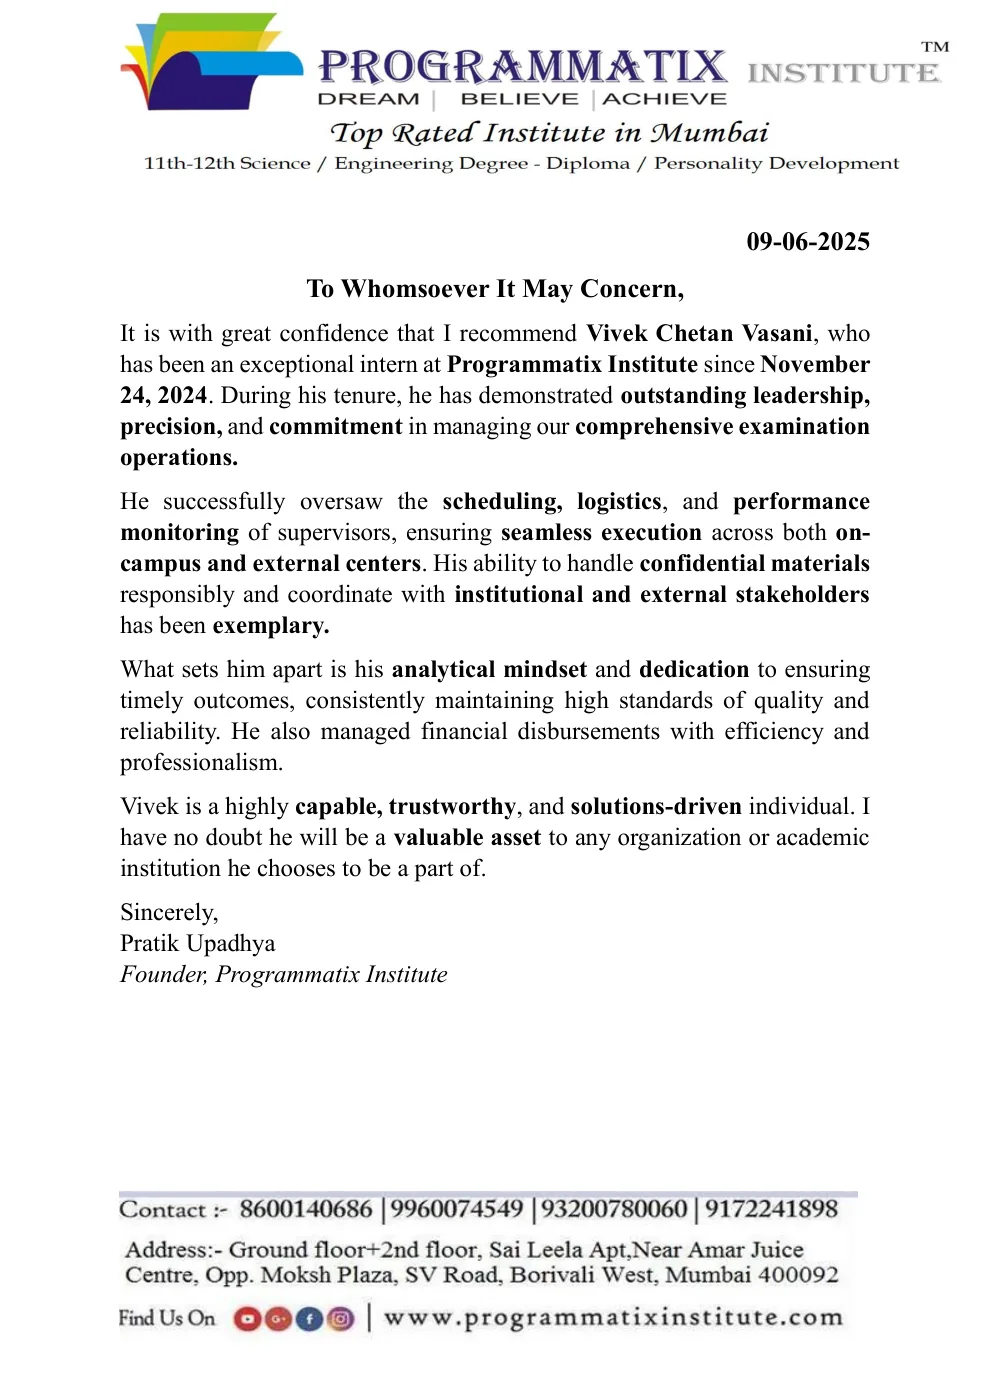 PROGRAMMATIX INSTITUTE ™
DREAM | BELIEVE | ACHIEVE
Top Rated Institute in Mumbai
11th-12th Science / Engineering Degree - Diploma / Personality Development
09-06-2025
To Whomsoever It May Concern,
It is with great confidence that I recommend Vivek Chetan Vasani, who
has been an exceptional intern at Programmatix Institute since November
24, 2024. During his tenure, he has demonstrated outstanding leadership,
precision, and commitment in managing our comprehensive examination
operations.
He successfully oversaw the scheduling, logistics, and performance
monitoring of supervisors, ensuring seamless execution across both on-
campus and external centers. His ability to handle confidential materials
responsibly and coordinate with institutional and external stakeholders
has been exemplary.
What sets him apart is his analytical mindset and dedication to ensuring
timely outcomes, consistently maintaining high standards of quality and
reliability. He also managed financial disbursements with efficiency and
professionalism.
Vivek is a highly capable, trustworthy, and solutions-driven individual. I
have no doubt he will be a valuable asset to any organization or academic
institution he chooses to be a part of.
Sincerely,
Pratik Upadhya
Founder, Programmatix Institute
Contact :- 8600140686 |9960074549 |93200780060 | 9172241898
Address:- Ground floor+2nd floor, Sai Leela Apt,Near Amar Juice
Centre, Opp. Moksh Plaza, SV Road, Borivali West, Mumbai 400092
Find Us On G+ f | www.programmatixinstitute.com